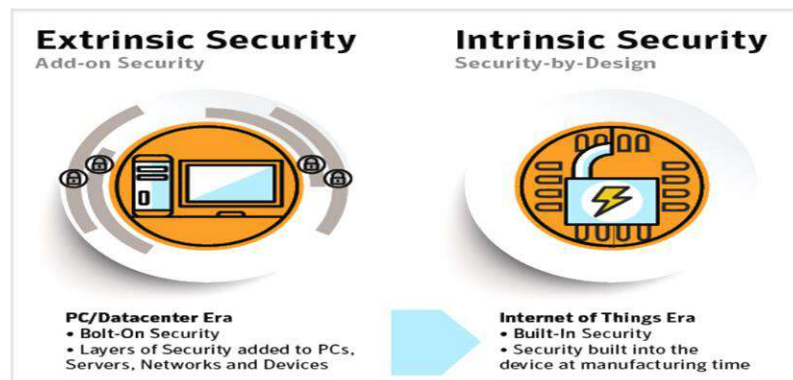 Extrinsic Security
Add-on Security
Intrinsic Security
Security-by-Design
PC/Datacenter Era
• Bolt-On Security
• Layers of Security added to PCs,
Servers, Networks and Devices
Internet of Things Era
• Built-In Security
• Security built into the
device at manufacturing time